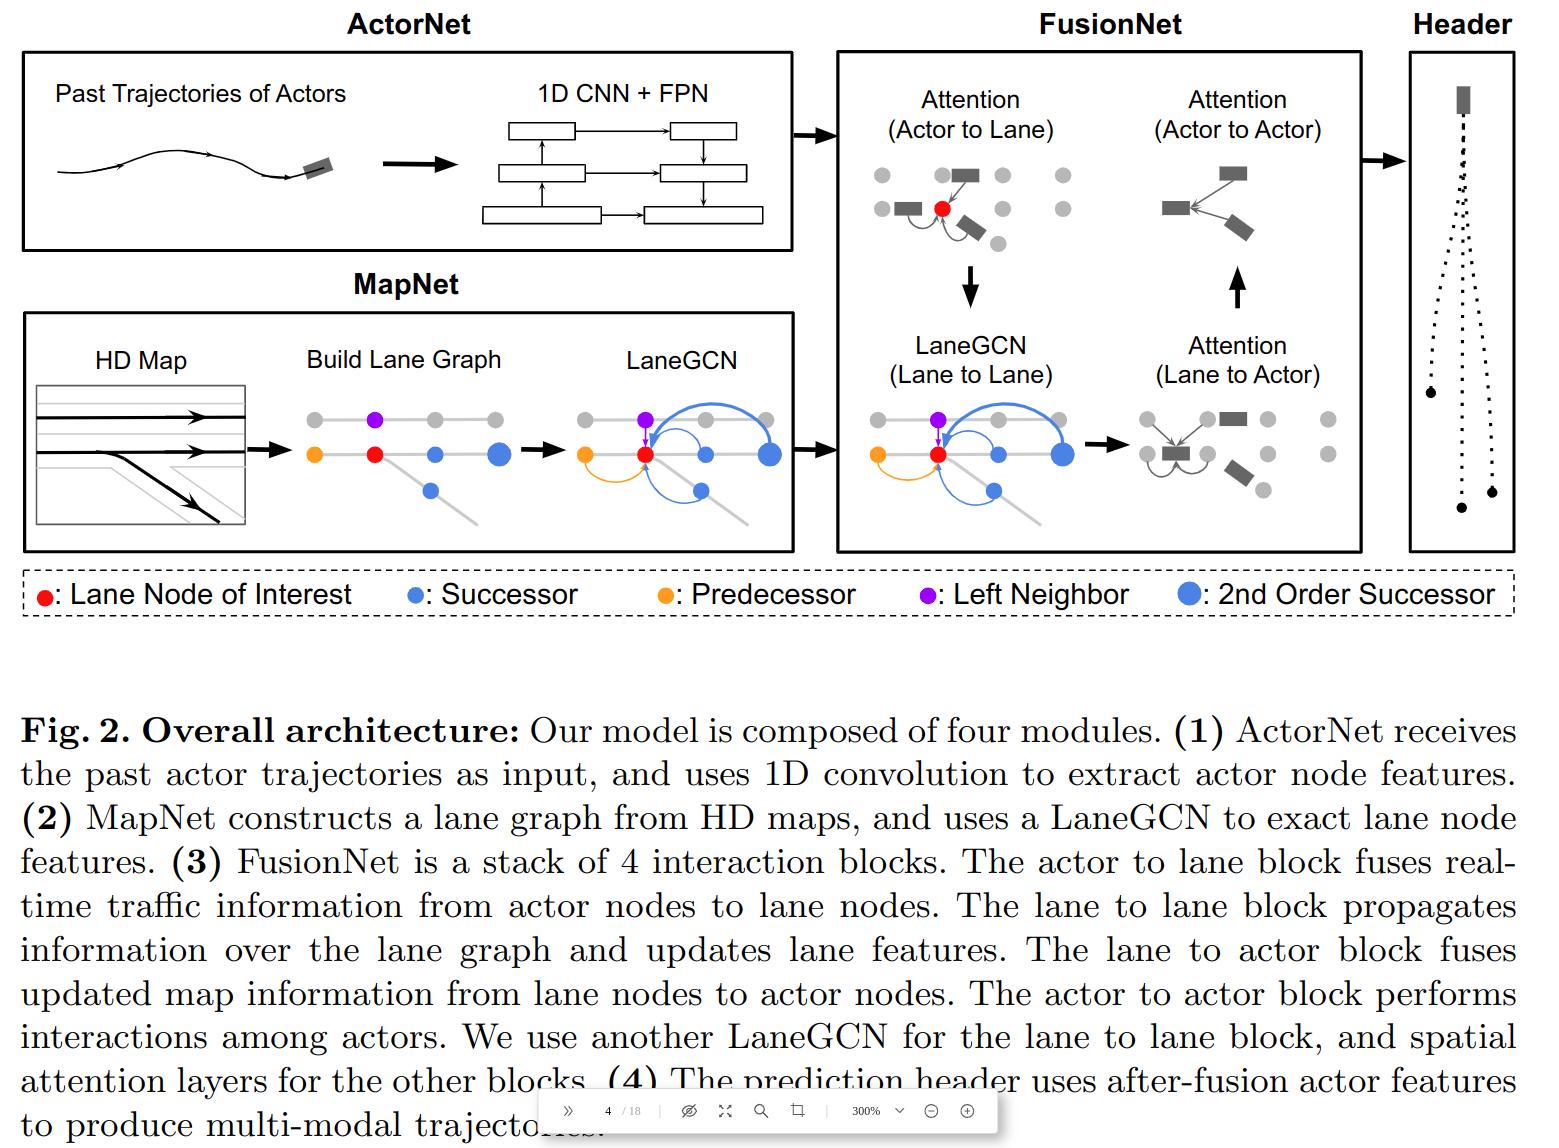 ActorNet
Past Trajectories of Actors
1D CNN + FPN
MapNet
HD Map
Build Lane Graph
LaneGCN
FusionNet
Attention
(Actor to Lane)
Attention
(Actor to Actor)
LaneGCN
(Lane to Lane)
Attention
(Lane to Actor)
Header
: Lane Node of Interest
: Successor
: Predecessor
: Left Neighbor
: 2nd Order Successor
Fig. 2. Overall architecture: Our model is composed of four modules. (1) ActorNet receives
the past actor trajectories as input, and uses 1D convolution to extract actor node features.
(2) MapNet constructs a lane graph from HD maps, and uses a LaneGCN to exact lane node
features. (3) FusionNet is a stack of 4 interaction blocks. The actor to lane block fuses real-
time traffic information from actor nodes to lane nodes. The lane to lane block propagates
information over the lane graph and updates lane features. The lane to actor block fuses
updated map information from lane nodes to actor nodes. The actor to actor block performs
interactions among actors. We use another LaneGCN for the lane to lane block, and spatial
attention layers for the other blocks. (4) The prediction header uses after-fusion actor features
to produce multi-modal trajectories.
4 / 18
300%